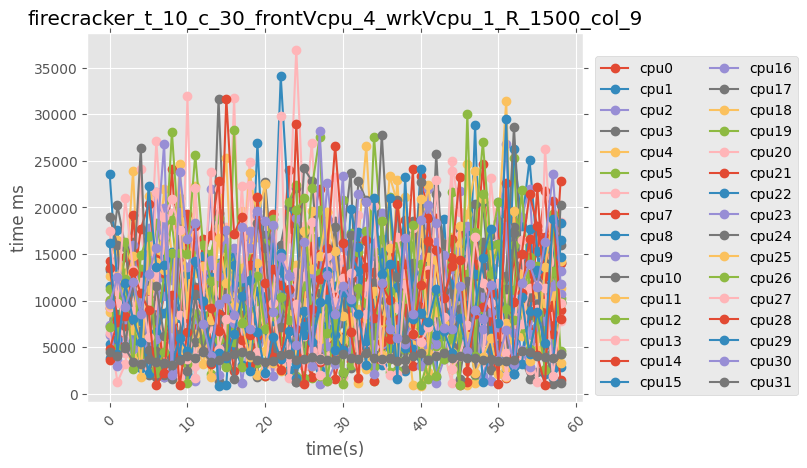 firecracker_t_10_c_30_frontVcpu_4_wrkVcpu_1_R_1500_col_9
time ms
35000
30000
25000
20000
15000
10000
5000
0
0
10
20
30
40
50
60
time(s)
cpu0
cpu1
cpu2
cpu3
cpu4
cpu5
cpu6
cpu7
cpu8
cpu9
cpu10
cpu11
cpu12
cpu13
cpu14
cpu15
cpu16
cpu17
cpu18
cpu19
cpu20
cpu21
cpu22
cpu23
cpu24
cpu25
cpu26
cpu27
cpu28
cpu29
cpu30
cpu31